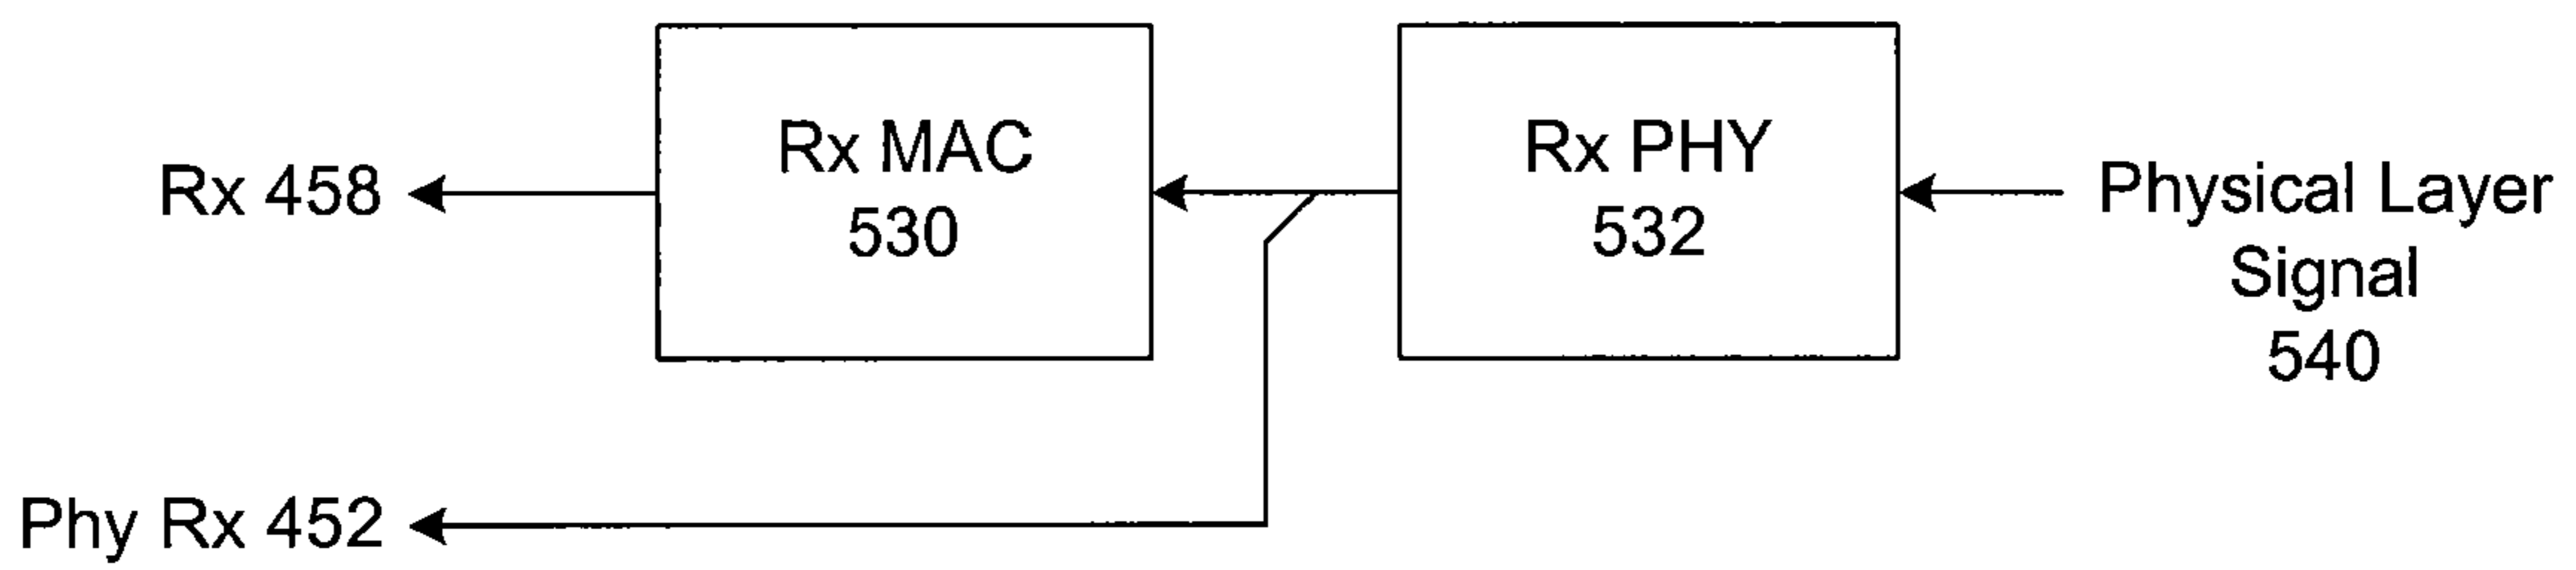 Rx 458
Rx MAC
530
Rx PHY
532
Physical Layer
Signal
540
Phy Rx 452